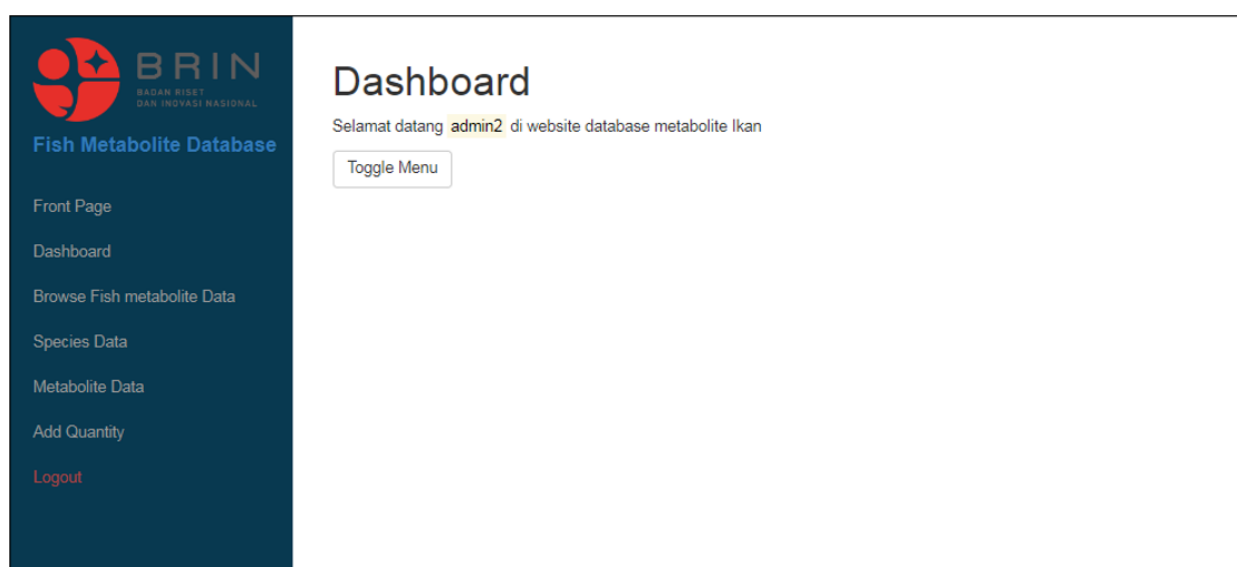 BRIN
BADAN RISET
DAN INOVASI NASIONAL
Fish Metabolite Database
Front Page
Dashboard
Browse Fish metabolite Data
Species Data
Metabolite Data
Add Quantity
Logout
Dashboard
Selamat datang admin2 di website database metabolite Ikan
Toggle Menu